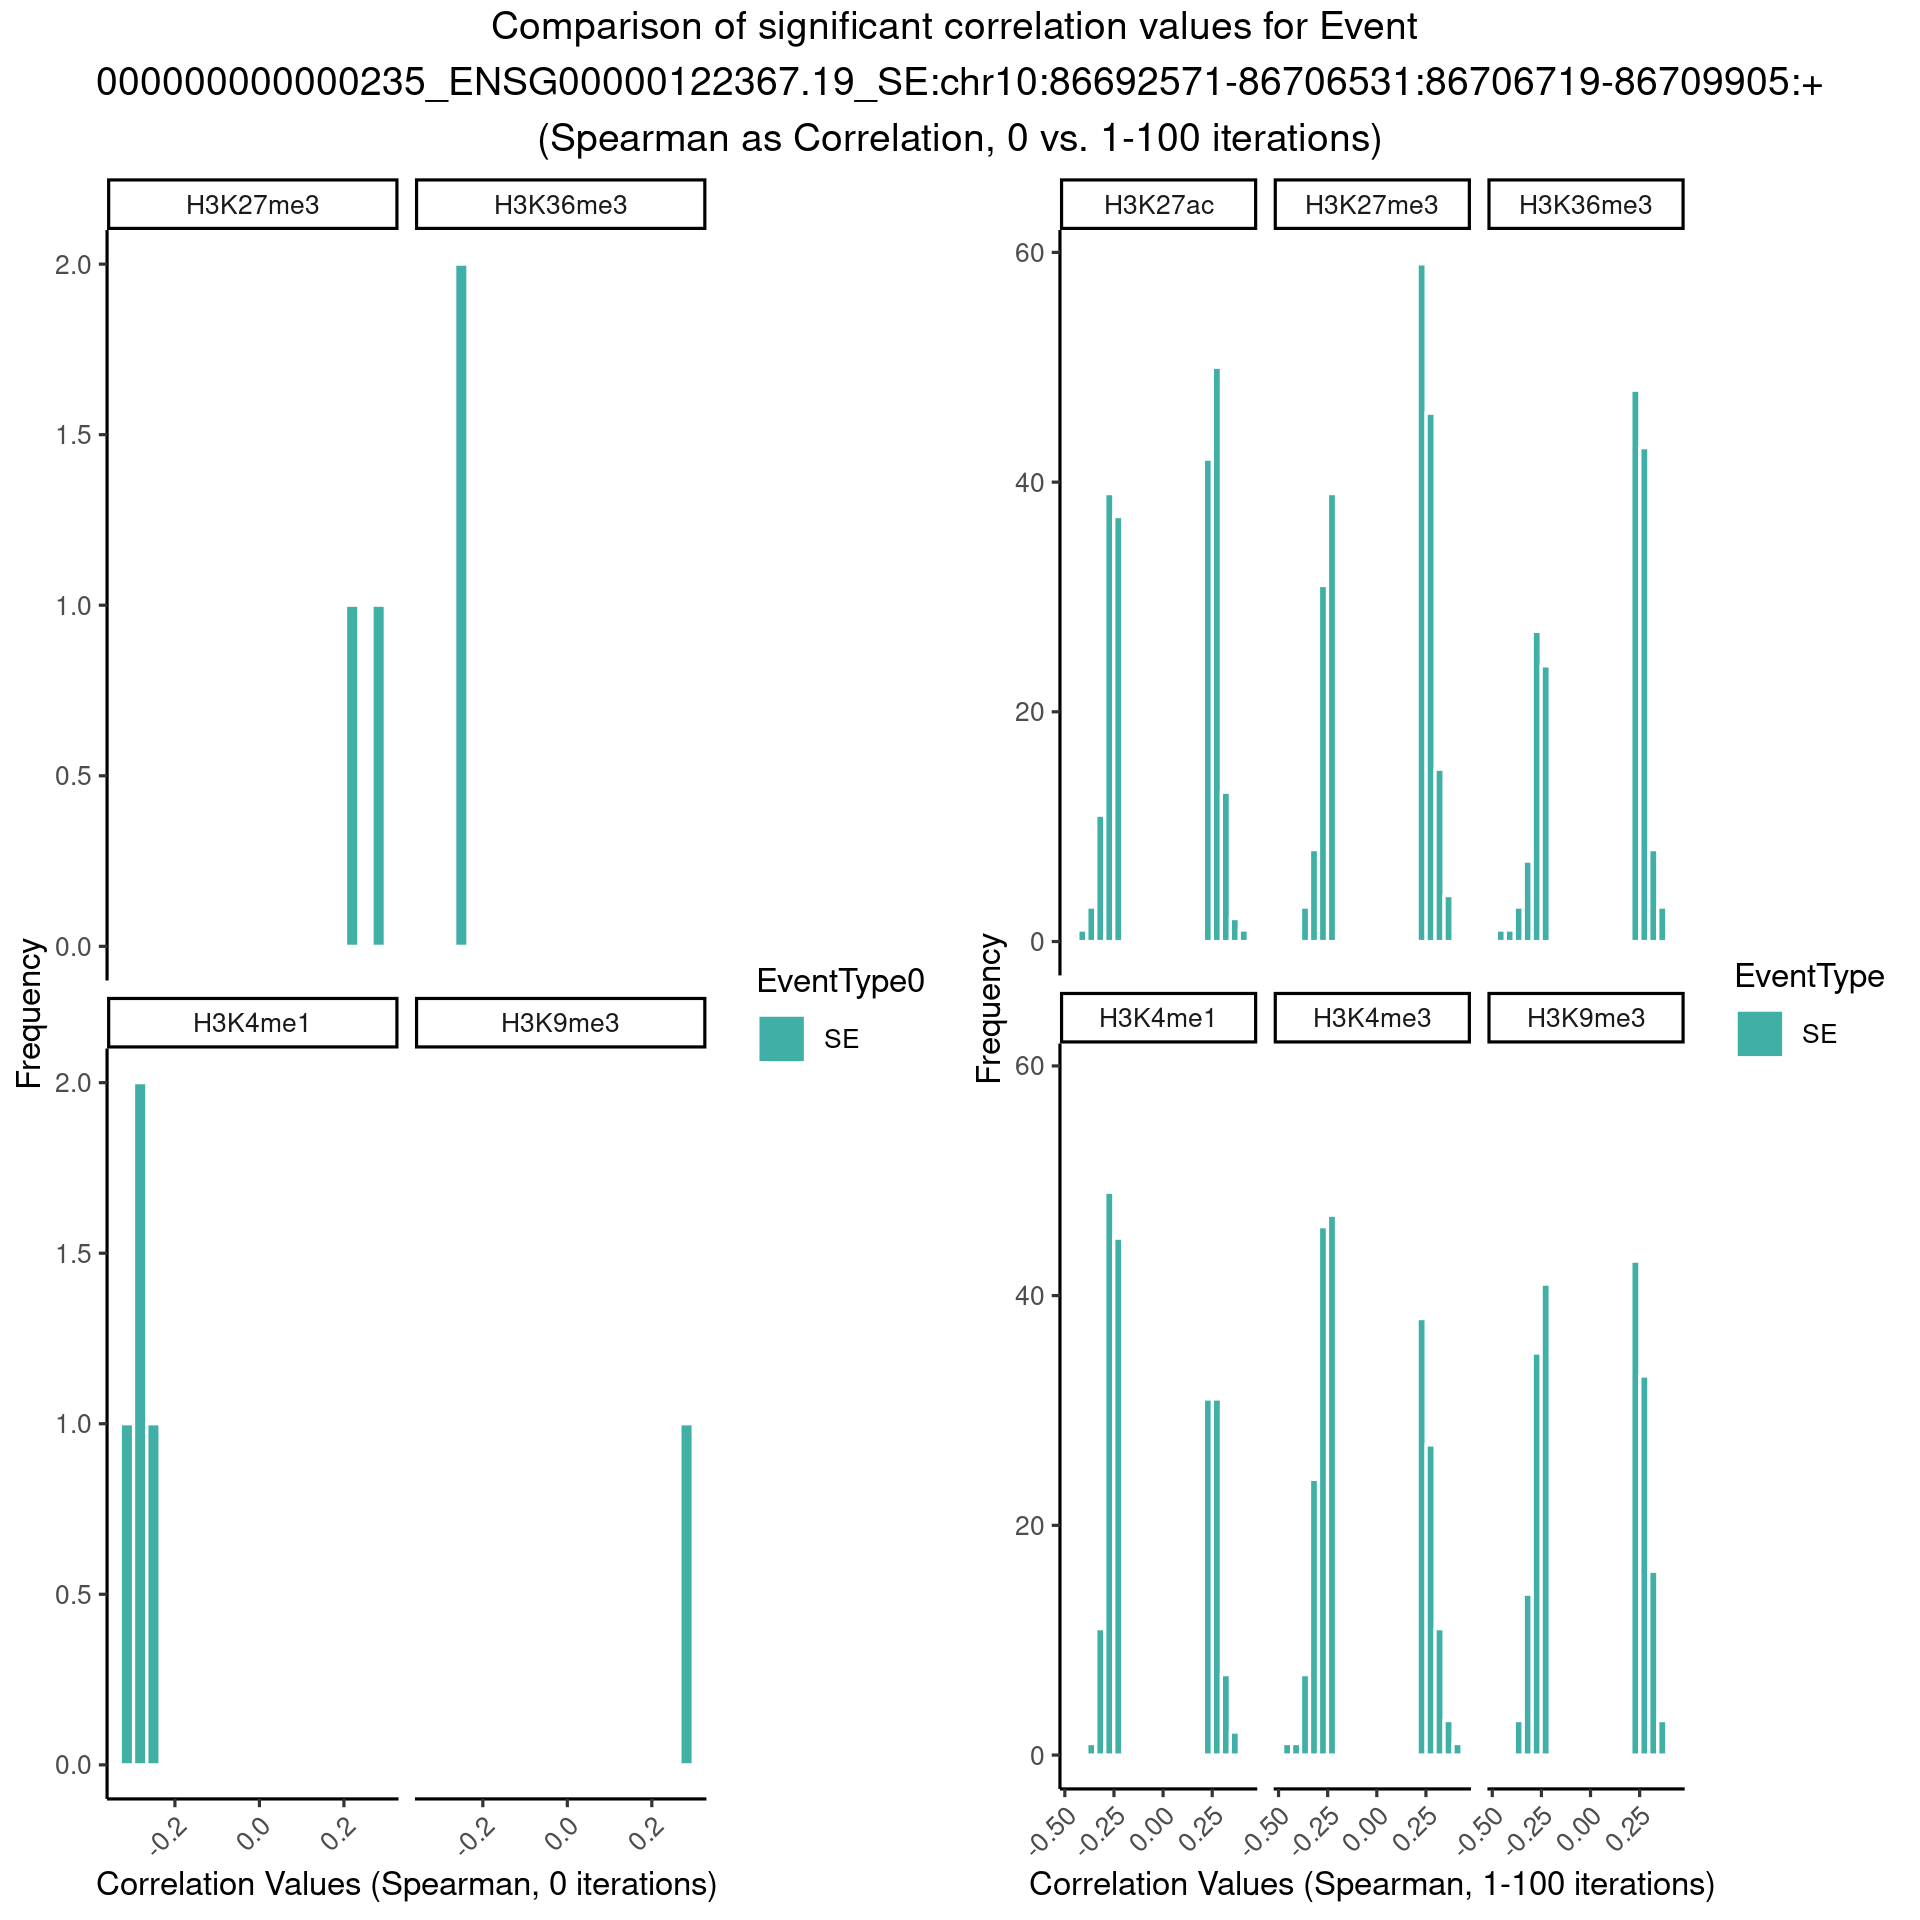 Comparison of significant correlation values for Event
000000000000235_ENSG00000122367.19_SE:chr10:86692571-86706531:86706719-86709905:+
(Spearman as Correlation, 0 vs. 1-100 iterations)
H3K27me3
H3K36me3
2.0
1.5
1.0
0.5
0.0
H3K4me1
H3K9me3
2.0
1.5
1.0
0.5
0.0
-0.2
0.0
0.2
-0.2
0.0
0.2
Frequency
Correlation Values (Spearman, 0 iterations)
EventType0
SE
H3K27ac
H3K27me3
H3K36me3
60
40
20
0
H3K4me1
H3K4me3
H3K9me3
60
40
20
0
-0.50
-0.25
0.00
0.25
-0.50
-0.25
0.00
0.25
-0.50
-0.25
0.00
0.25
Frequency
Correlation Values (Spearman, 1-100 iterations)
EventType
SE